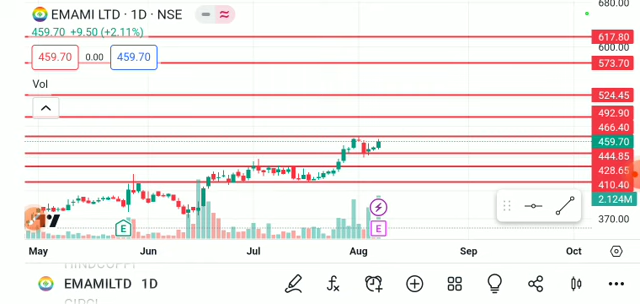 EMAMI LTD · 1D · NSE
459.70 +9.50 (+2.11%)
459.70 0.00 459.70
Vol
680.00
617.80
600.00
573.70
524.45
492.90
466.40
459.70
444.85
428.65
410.40
2.124M
370.00
E E
May Jun Jul Aug Sep Oct
EMAMILTD 1D